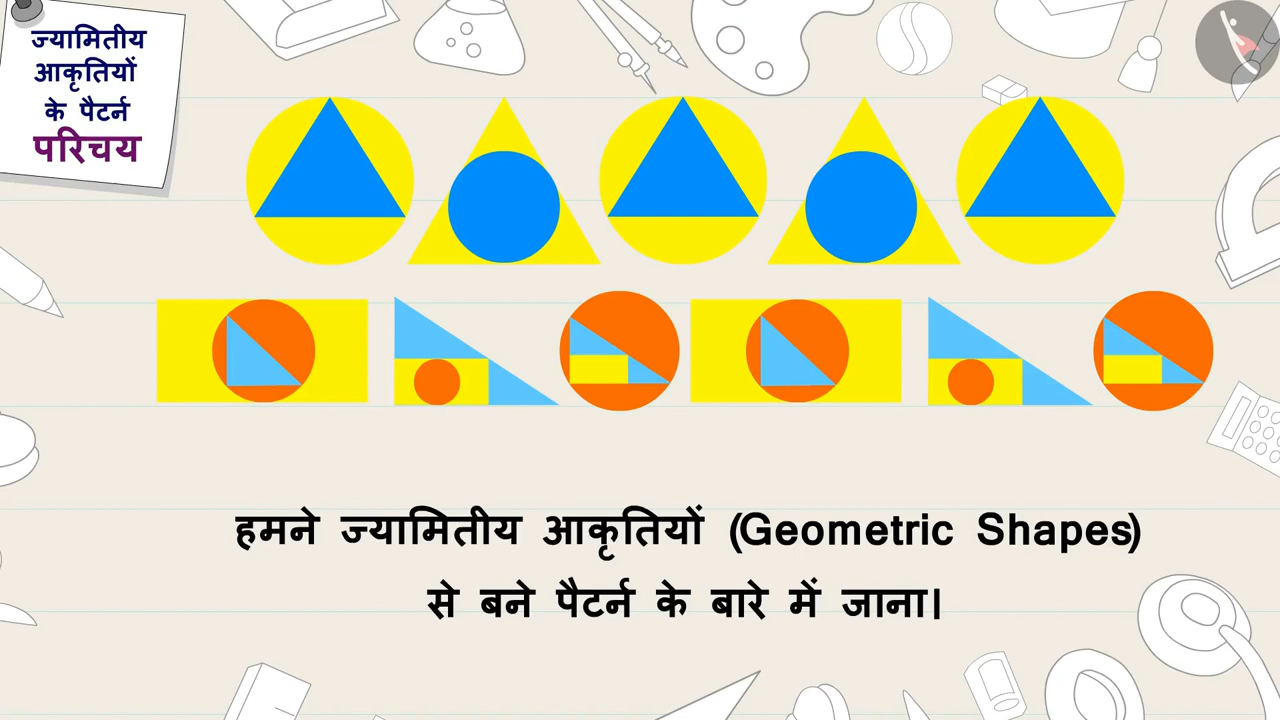 ज्यामितीय
आकृतियों
के पैटर्न
परिचय
हमने ज्यामितीय आकृतियों (Geometric Shapes)
से बने पैटर्न के बारे में जाना।